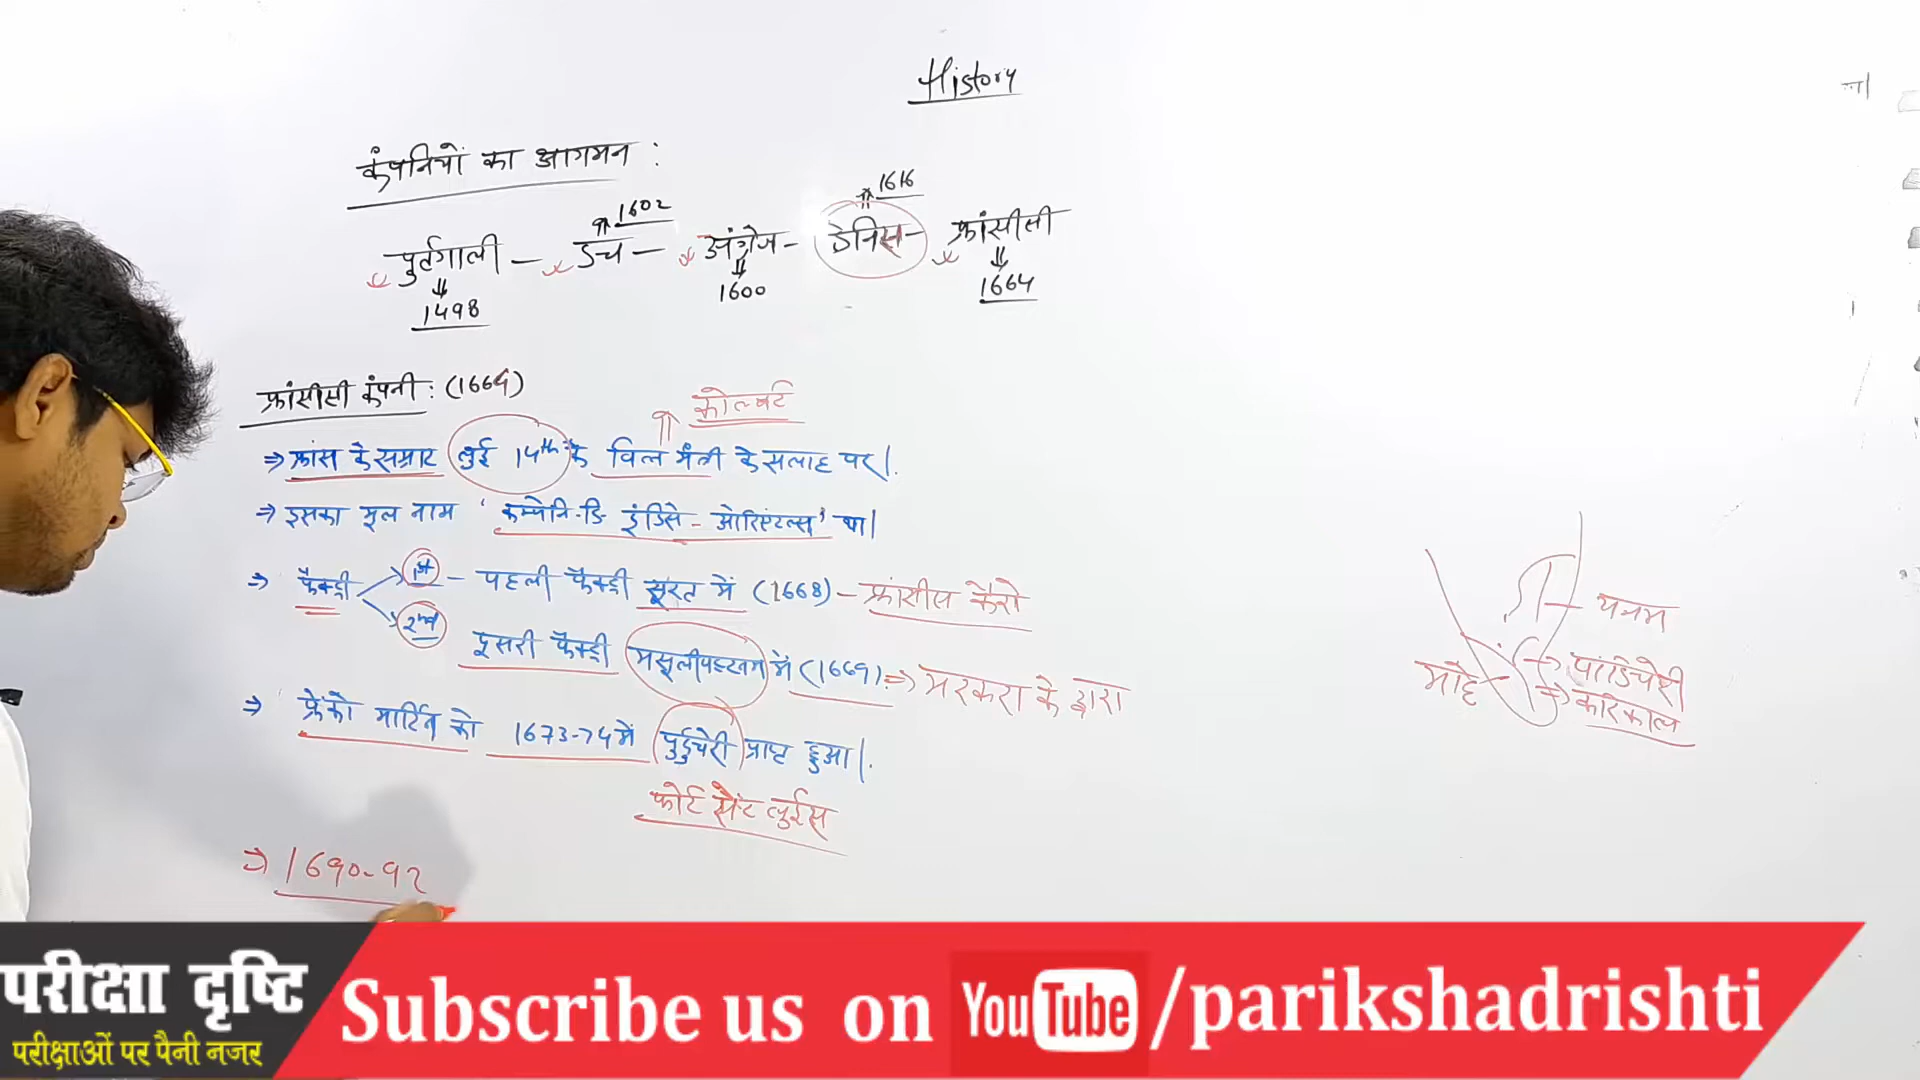 History
कंपनियों का आगमन :
1602
1616
पुर्तगाली – डच – अंग्रेज – डेनिस – फ्रांसीसी
1498
1600
1664
फ्रांसीसी कंपनी : (1664)
कोल्बर्ट
⇒ फ्रांस के सम्राट लुई 14th के वित्त मंत्री के सलाह पर।
⇒ इसका मूल नाम 'कम्पेनि-डि इंडिसे-ओरिएंटल्स' था।
⇒ फैक्ट्री 1st – पहली फैक्ट्री सूरत में (1668) – फ्रांसीस कैरो
2nd दूसरी फैक्ट्री मसूलीपट्टनम में (1669) ⇒ मरकरा के द्वारा
⇒ फ्रेंको मार्टिन को 1673-74 में पुडुचेरी प्राप्त हुआ।
फोर्ट सेंट लुईस
⇒ 1690-92
यनम
माहे
पांडिचेरी
कारिकाल
परीक्षा दृष्टि
परीक्षाओं पर पैनी नजर
Subscribe us on YouTube /parikshadrishti